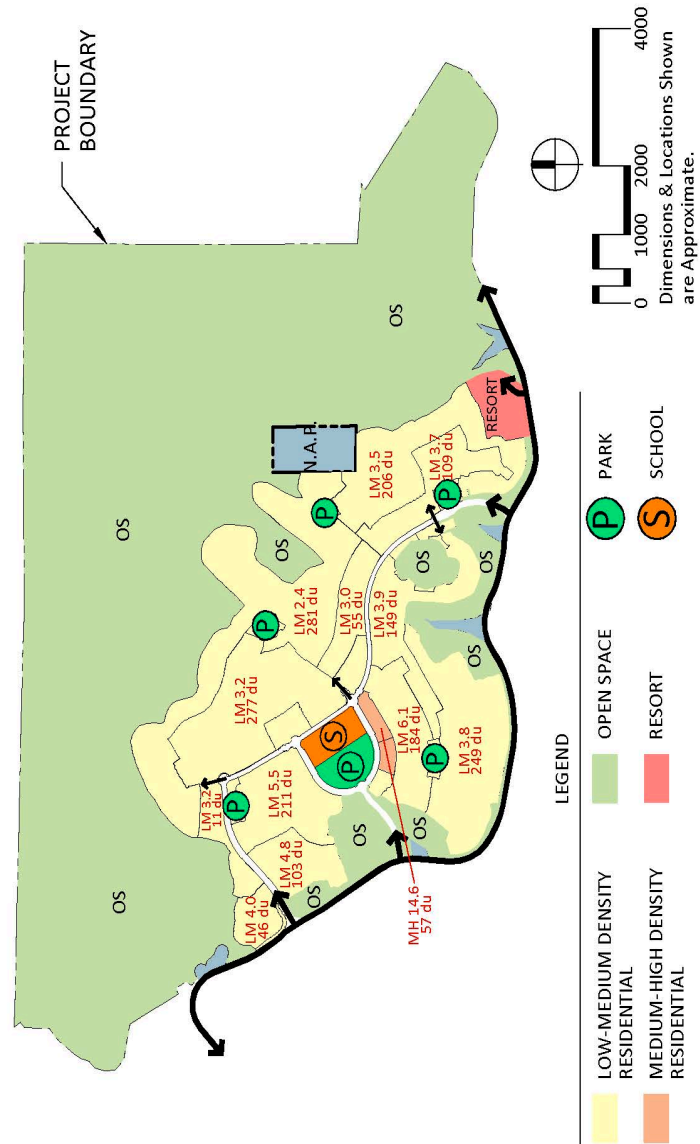 PROJECT
BOUNDARY
OS
OS
OS
OS
N.A.P.
LM 3.5
206 du
LM 3.7
109 du
RESORT
LM 2.4
281 du
LM 3.0
55 du
LM 3.9
149 du
OS
OS
OS
LM 3.2
277 du
LM 3.2
11 du
LM 5.5
211 du
LM 4.8
103 du
LM 4.0
46 du
LM 6.1
184 du
LM 3.8
249 du
MH 14.6
57 du
OS
OS
OS
P
P
P
P
P
P
S
0 1000 2000 4000
Dimensions & Locations Shown
are Approximate.
LEGEND
LOW-MEDIUM DENSITY
RESIDENTIAL
MEDIUM-HIGH DENSITY
RESIDENTIAL
OPEN SPACE
RESORT
P PARK
S SCHOOL